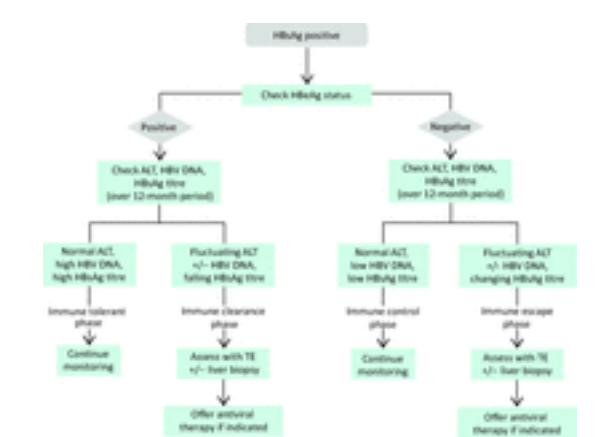 HBsAg positive
Check HBeAg status
Positive
Negative
Check ALT, HBV DNA,
HBsAg titre
(over 12-month period)
Check ALT, HBV DNA,
HBsAg titre
(over 12-month period)
Normal ALT,
high HBV DNA,
high HBsAg titre
Fluctuating ALT
+/− HBV DNA,
falling HBsAg titre
Normal ALT,
low HBV DNA,
low HBsAg titre
Fluctuating ALT
+/- HBV DNA,
changing HBsAg titre
Immune tolerant
phase
Immune clearance
phase
Immune control
phase
Immune escape
phase
Continue
monitoring
Assess with TE
+/− liver biopsy
Continue
monitoring
Assess with TE
+/− liver biopsy
Offer antiviral
therapy if indicated
Offer antiviral
therapy if indicated